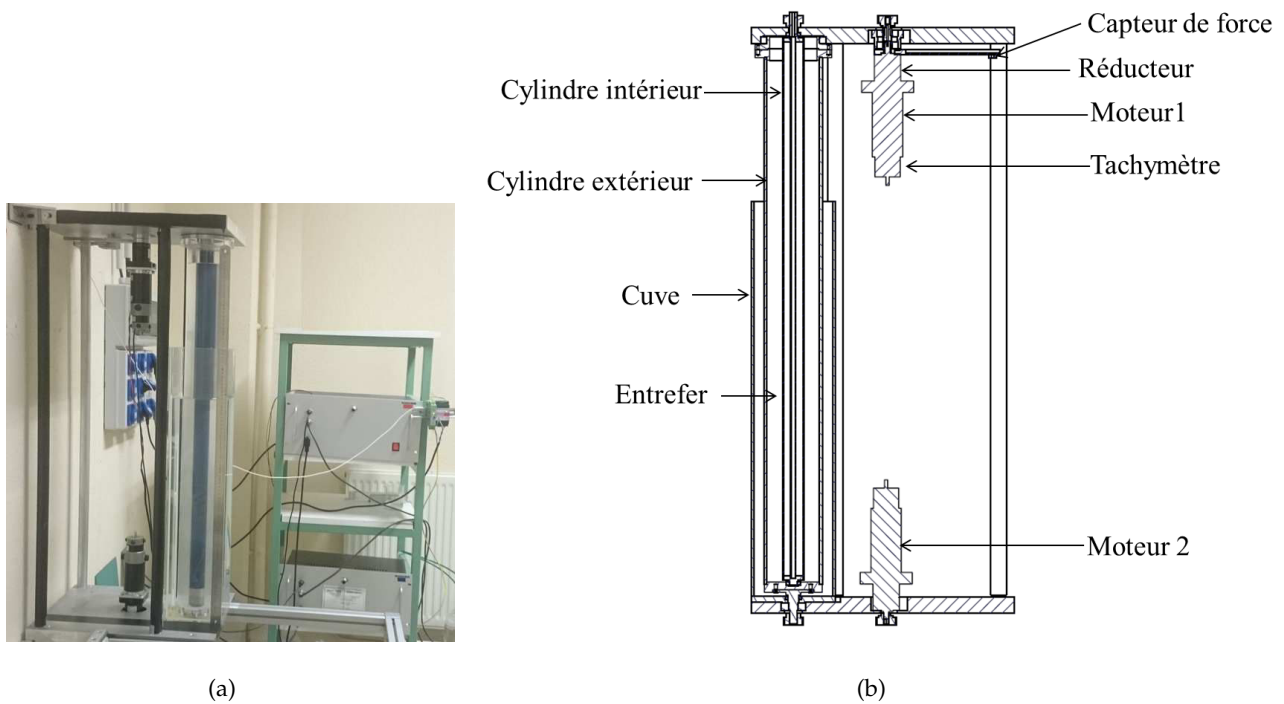 Capteur de force
Réducteur
Cylindre intérieur
Moteur1
Tachymètre
Cylindre extérieur
Cuve
Entrefer
Moteur 2
(a)
(b)